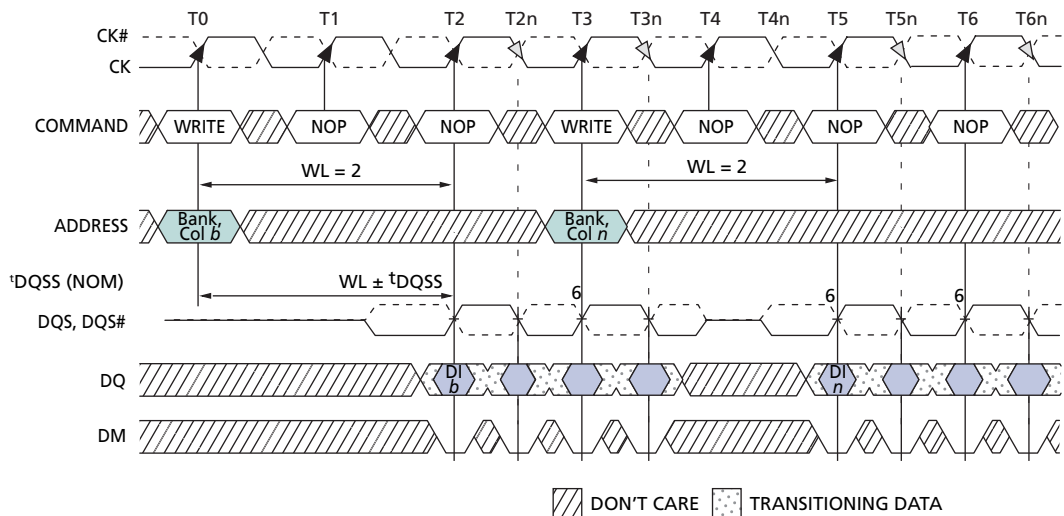 T0 T1 T2 T2n T3 T3n T4 T4n T5 T5n T6 T6n
CK#
CK
COMMAND WRITE NOP NOP WRITE NOP NOP NOP
WL = 2 WL = 2
ADDRESS Bank, Col b Bank, Col n
tDQSS (NOM) WL ± tDQSS
6 6 6
DQS, DQS#
DQ DI b DI n
DM
DON'T CARE TRANSITIONING DATA